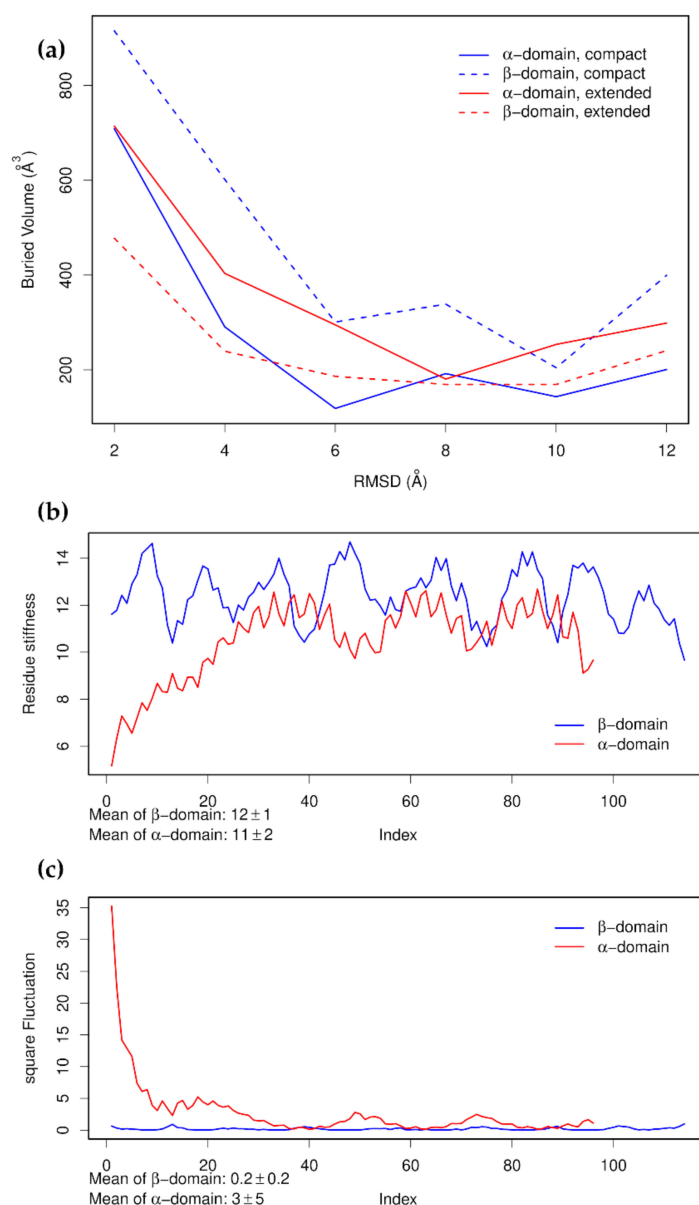 (a)
800
600
400
200
Buried Volume (Å³)
α−domain, compact
β−domain, compact
α−domain, extended
β−domain, extended
2 4 6 8 10 12
RMSD (Å)
(b)
14
12
10
8
6
Residue stiffness
β−domain
α−domain
0 20 40 60 80 100
Mean of β−domain: 12±1
Mean of α−domain: 11±2
Index
(c)
35
30
25
20
15
10
5
0
square Fluctuation
β−domain
α−domain
0 20 40 60 80 100
Mean of β−domain: 0.2±0.2
Mean of α−domain: 3±5
Index